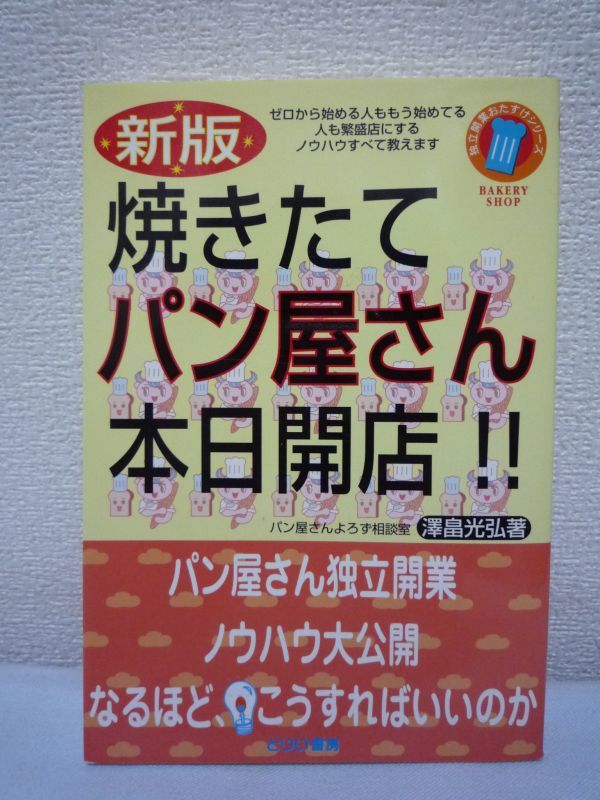 新版
ゼロから始める人ももう始めてる
人も繁盛店にする
ノウハウすべて教えます
独立開業おたすけシリーズ
BAKERY
SHOP
焼きたて
パン屋さん
本日開店!!
パン屋さんよろず相談室 澤畠光弘著
パン屋さん独立開業
ノウハウ大公開
なるほど、こうすればいいのか
とりい書房